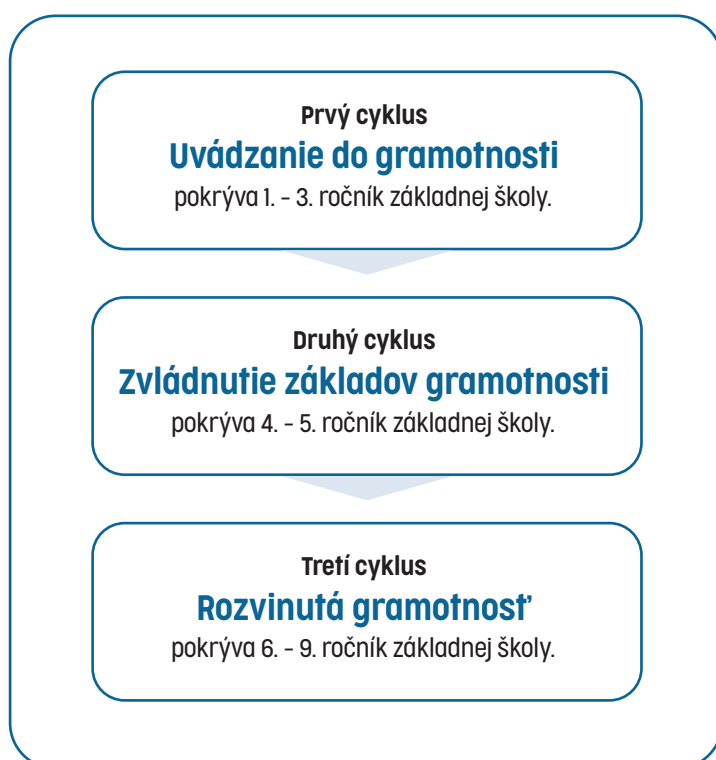 Prvý cyklus
Uvádzanie do gramotnosti
pokrýva 1. - 3. ročník základnej školy.
Druhý cyklus
Zvládnutie základov gramotnosti
pokrýva 4. - 5. ročník základnej školy.
Tretí cyklus
Rozvinutá gramotnosť
pokrýva 6. - 9. ročník základnej školy.